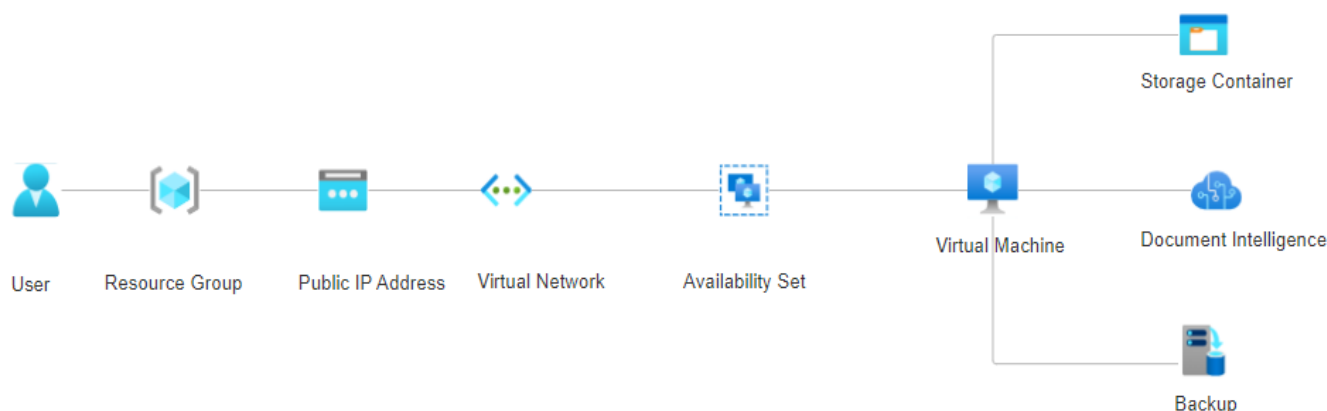 Storage Container
Virtual Machine
Document Intelligence
User
Resource Group
Public IP Address
Virtual Network
Availability Set
Backup